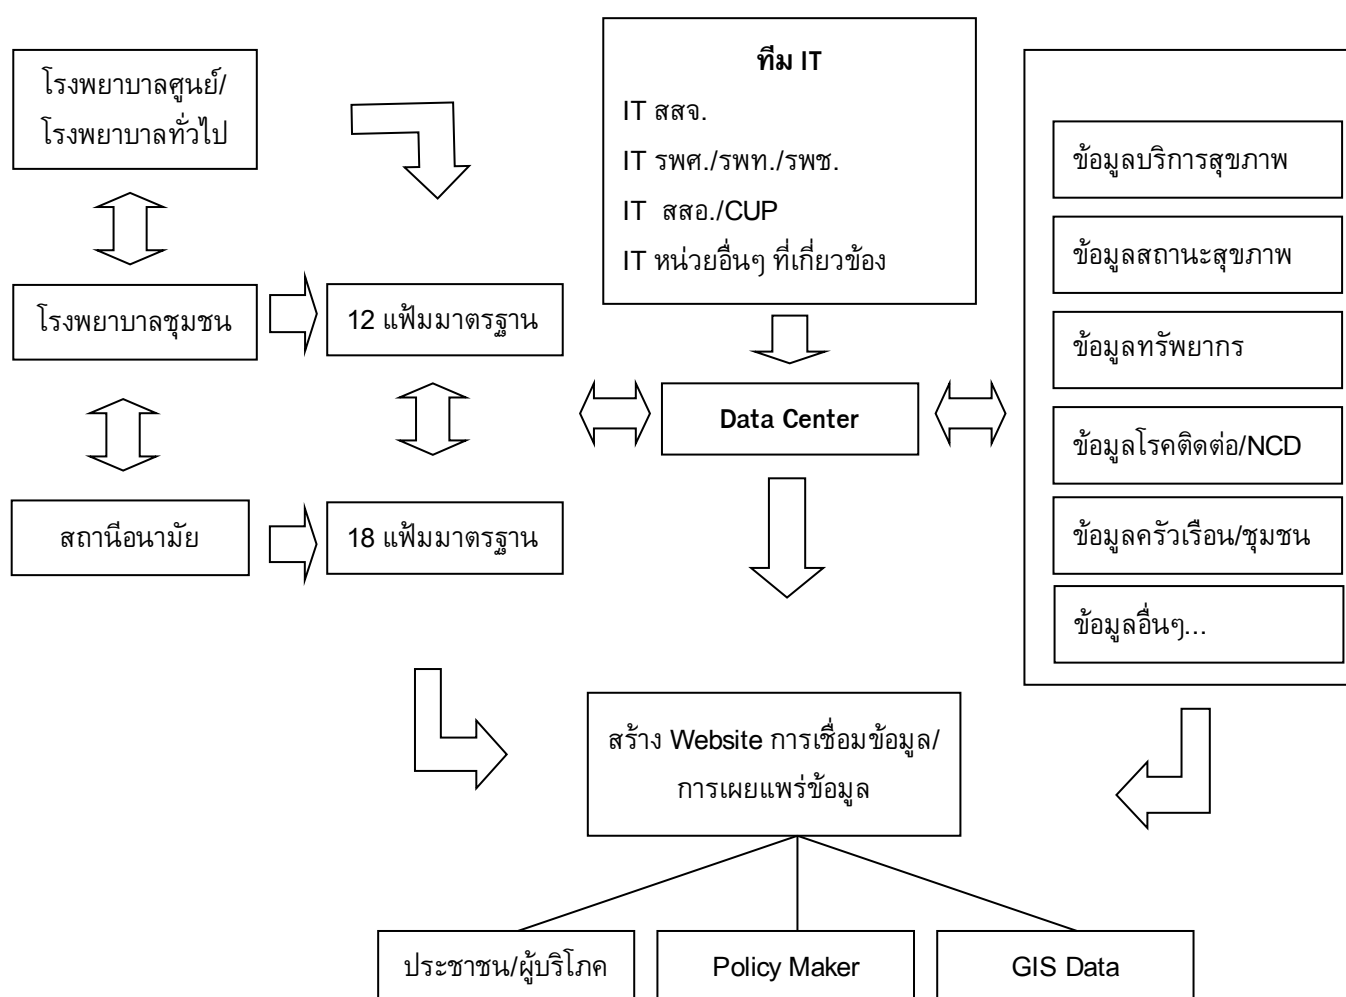 โรงพยาบาลศูนย์/
โรงพยาบาลทั่วไป
โรงพยาบาลชุมชน
สถานีอนามัย
12 แฟ้มมาตรฐาน
18 แฟ้มมาตรฐาน
ทีม IT
IT สสจ.
IT รพศ./รพท./รพช.
IT สสอ./CUP
IT หน่วยอื่นๆ ที่เกี่ยวข้อง
Data Center
ข้อมูลบริการสุขภาพ
ข้อมูลสถานะสุขภาพ
ข้อมูลทรัพยากร
ข้อมูลโรคติดต่อ/NCD
ข้อมูลครัวเรือน/ชุมชน
ข้อมูลอื่นๆ...
สร้าง Website การเชื่อมข้อมูล/
การเผยแพร่ข้อมูล
ประชาชน/ผู้บริโภค
Policy Maker
GIS Data